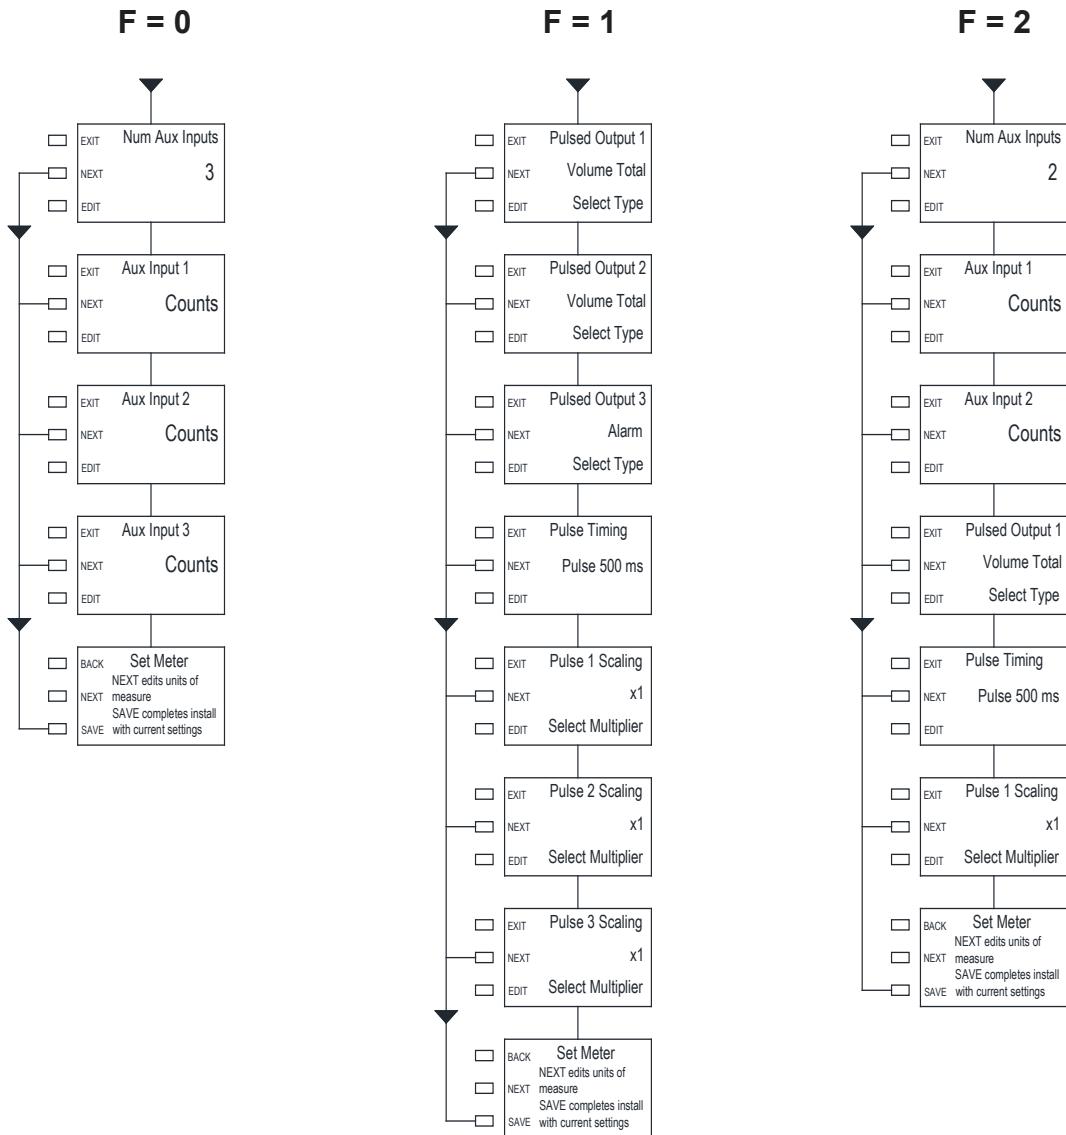 F = 0
EXIT Num Aux Inputs
NEXT 3
EDIT
EXIT Aux Input 1
NEXT Counts
EDIT
EXIT Aux Input 2
NEXT Counts
EDIT
EXIT Aux Input 3
NEXT Counts
EDIT
BACK Set Meter
NEXT edits units of
NEXT measure
SAVE completes install
SAVE with current settings
F = 1
EXIT Pulsed Output 1
NEXT Volume Total
EDIT Select Type
EXIT Pulsed Output 2
NEXT Volume Total
EDIT Select Type
EXIT Pulsed Output 3
NEXT Alarm
EDIT Select Type
EXIT Pulse Timing
NEXT Pulse 500 ms
EDIT
EXIT Pulse 1 Scaling
NEXT x1
EDIT Select Multiplier
EXIT Pulse 2 Scaling
NEXT x1
EDIT Select Multiplier
EXIT Pulse 3 Scaling
NEXT x1
EDIT Select Multiplier
BACK Set Meter
NEXT edits units of
NEXT measure
SAVE completes install
SAVE with current settings
F = 2
EXIT Num Aux Inputs
NEXT 2
EDIT
EXIT Aux Input 1
NEXT Counts
EDIT
EXIT Aux Input 2
NEXT Counts
EDIT
EXIT Pulsed Output 1
NEXT Volume Total
EDIT Select Type
EXIT Pulse Timing
NEXT Pulse 500 ms
EDIT
EXIT Pulse 1 Scaling
NEXT x1
EDIT Select Multiplier
BACK Set Meter
NEXT edits units of
NEXT measure
SAVE completes install
SAVE with current settings